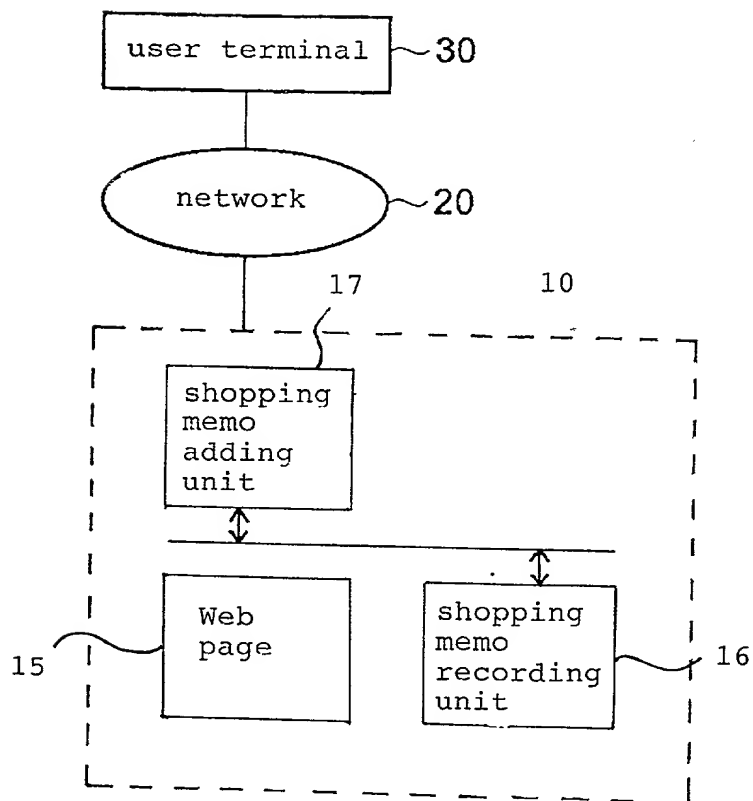 user terminal
30
network
20
17
10
shopping
memo
adding
unit
Web
page
15
shopping
memo
recording
unit
16